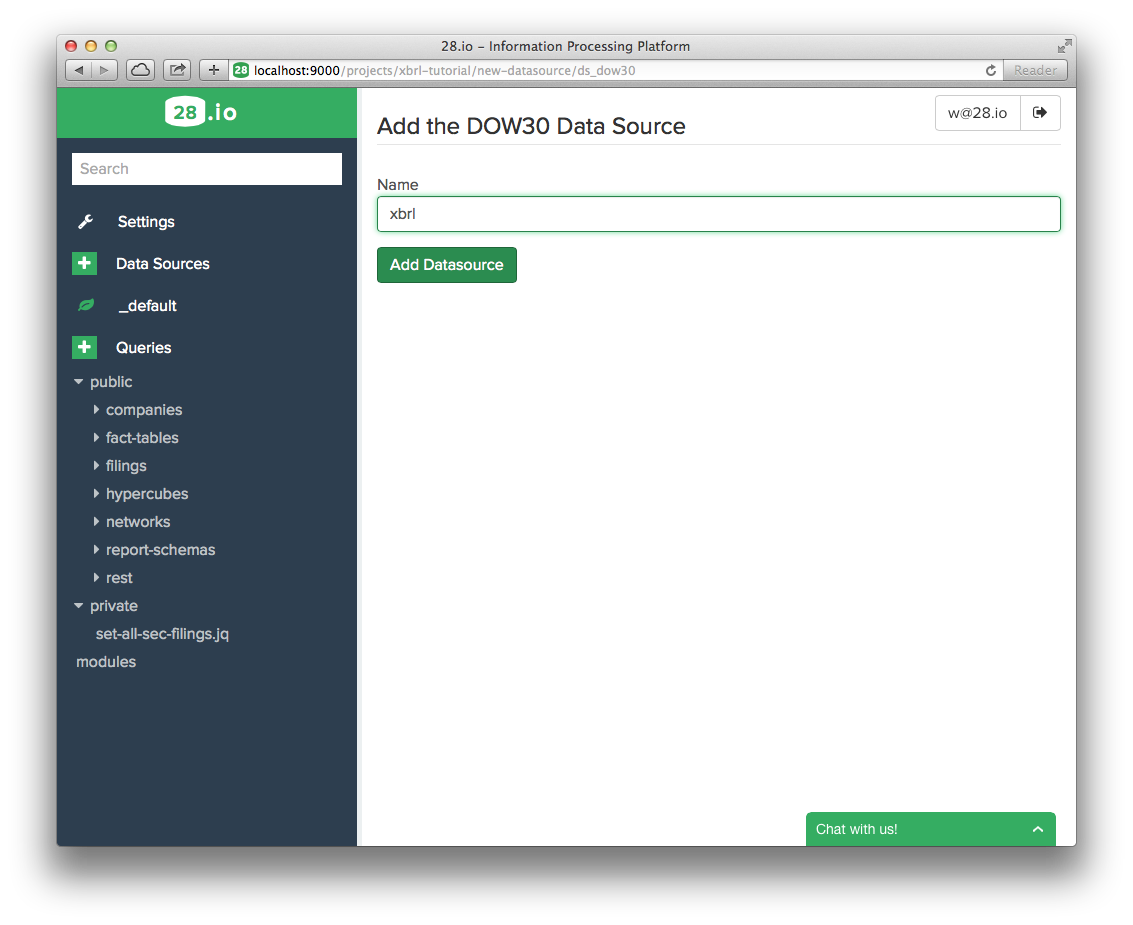 28.io – Information Processing Platform
28 localhost:9000/projects/xbrl-tutorial/new-datasource/ds_dow30
Reader
28.io
Search
Settings
Data Sources
_default
Queries
public
companies
fact-tables
filings
hypercubes
networks
report-schemas
rest
private
set-all-sec-filings.jq
modules
w@28.io
Add the DOW30 Data Source
Name
xbrl
Add Datasource
Chat with us!